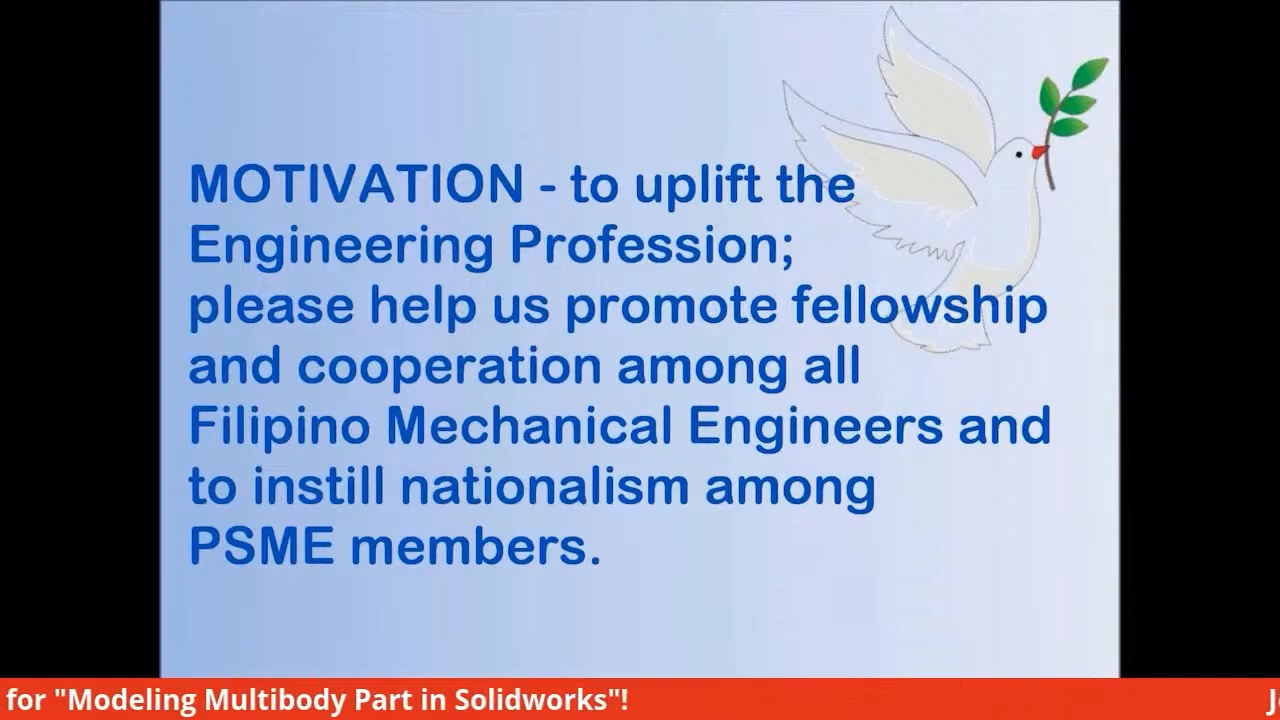 MOTIVATION - to uplift the
Engineering Profession;
please help us promote fellowship
and cooperation among all
Filipino Mechanical Engineers and
to instill nationalism among
PSME members.
for "Modeling Multibody Part in Solidworks"!